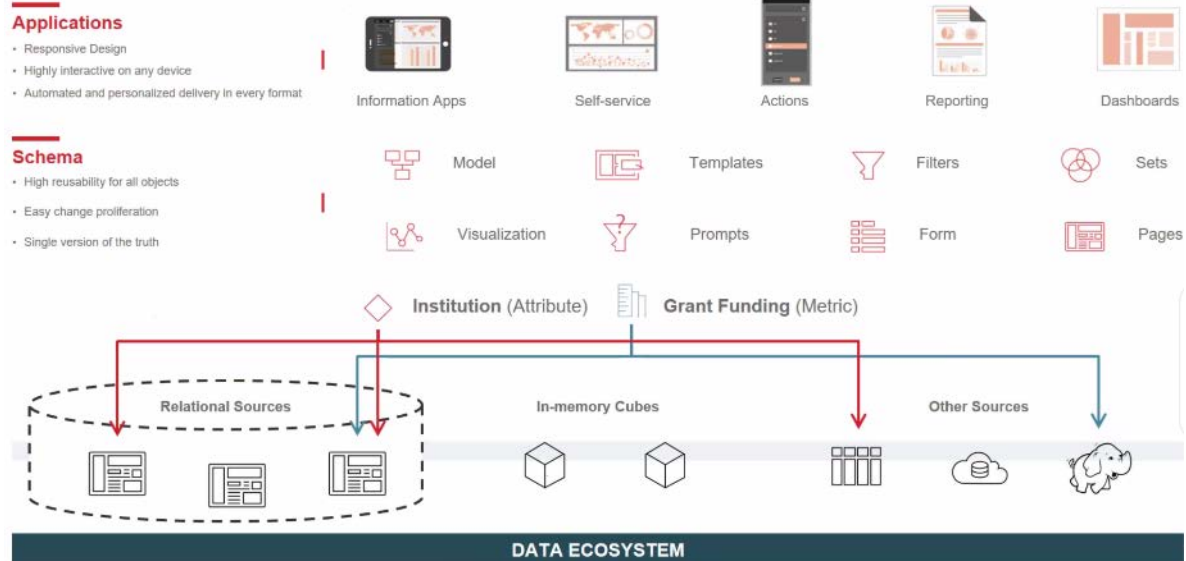 Applications
• Responsive Design
• Highly interactive on any device
• Automated and personalized delivery in every format
Information Apps
Self-service
Actions
Reporting
Dashboards
Schema
• High reusability for all objects
• Easy change proliferation
• Single version of the truth
Model
Templates
Filters
Sets
Visualization
?
Prompts
Form
Pages
Institution (Attribute)
Grant Funding (Metric)
Relational Sources
In-memory Cubes
Other Sources
DATA ECOSYSTEM